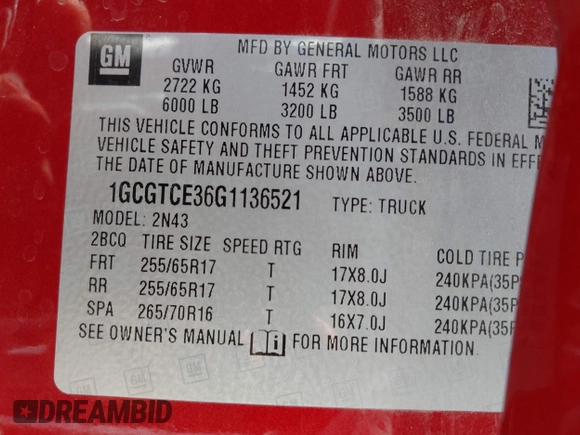 GM
MFD BY GENERAL MOTORS LLC
GVWR GAWR FRT GAWR RR
2722 KG 1452 KG 1588 KG
6000 LB 3200 LB 3500 LB
THIS VEHICLE CONFORMS TO ALL APPLICABLE U.S. FEDERAL M
VEHICLE SAFETY AND THEFT PREVENTION STANDARDS IN EFFE
THE DATE OF MANUFACTURE SHOWN ABOVE.
1GCGTCE36G1136521 TYPE: TRUCK
MODEL: 2N43
2BCQ TIRE SIZE SPEED RTG RIM COLD TIRE P
FRT 255/65R17 T 17X8.0J 240KPA(35P
RR 255/65R17 T 17X8.0J 240KPA(35P
SPA 265/70R16 T 16X7.0J 240KPA(35P
SEE OWNER'S MANUAL i FOR MORE INFORMATION.
DREAMBID